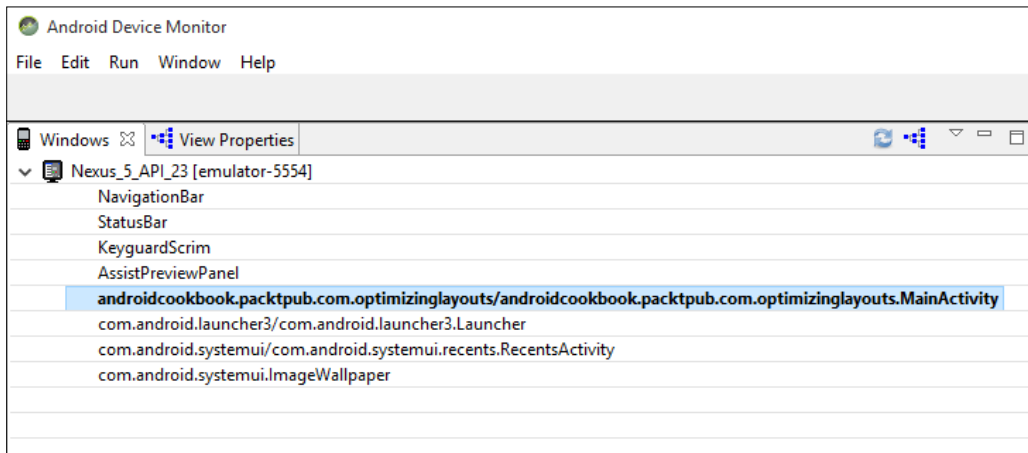 Android Device Monitor
File Edit Run Window Help
Windows View Properties
Nexus_5_API_23 [emulator-5554]
NavigationBar
StatusBar
KeyguardScrim
AssistPreviewPanel
androidcookbook.packtpub.com.optimizinglayouts/androidcookbook.packtpub.com.optimizinglayouts.MainActivity
com.android.launcher3/com.android.launcher3.Launcher
com.android.systemui/com.android.systemui.recents.RecentsActivity
com.android.systemui.ImageWallpaper